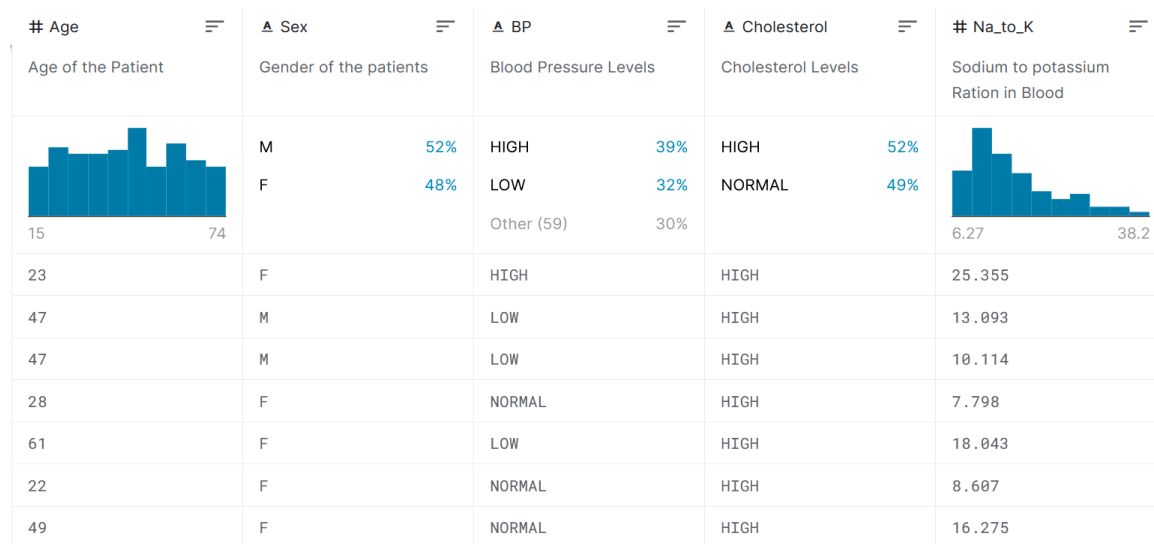 # Age A Sex A BP A Cholesterol # Na_to_K
Age of the Patient Gender of the patients Blood Pressure Levels Cholesterol Levels Sodium to potassium
Ration in Blood
M 52% HIGH 39% HIGH 52%
F 48% LOW 32% NORMAL 49%
Other (59) 30%
15 74 6.27 38.2
23 F HIGH HIGH 25.355
47 M LOW HIGH 13.093
47 M LOW HIGH 10.114
28 F NORMAL HIGH 7.798
61 F LOW HIGH 18.043
22 F NORMAL HIGH 8.607
49 F NORMAL HIGH 16.275